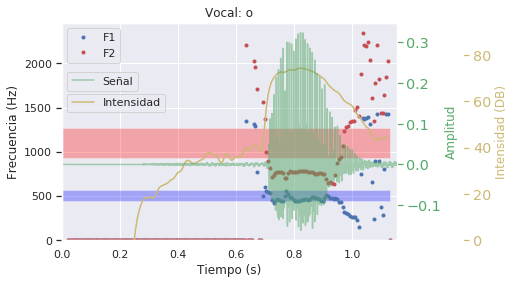 Vocal: o
F1
F2
Señal
Intensidad
Frecuencia (Hz)
2000
1500
1000
500
0
0.0 0.2 0.4 0.6 0.8 1.0
Tiempo (s)
0.3
0.2
0.1
0.0
−0.1
Amplitud
80
60
40
20
0
Intensidad (DB)